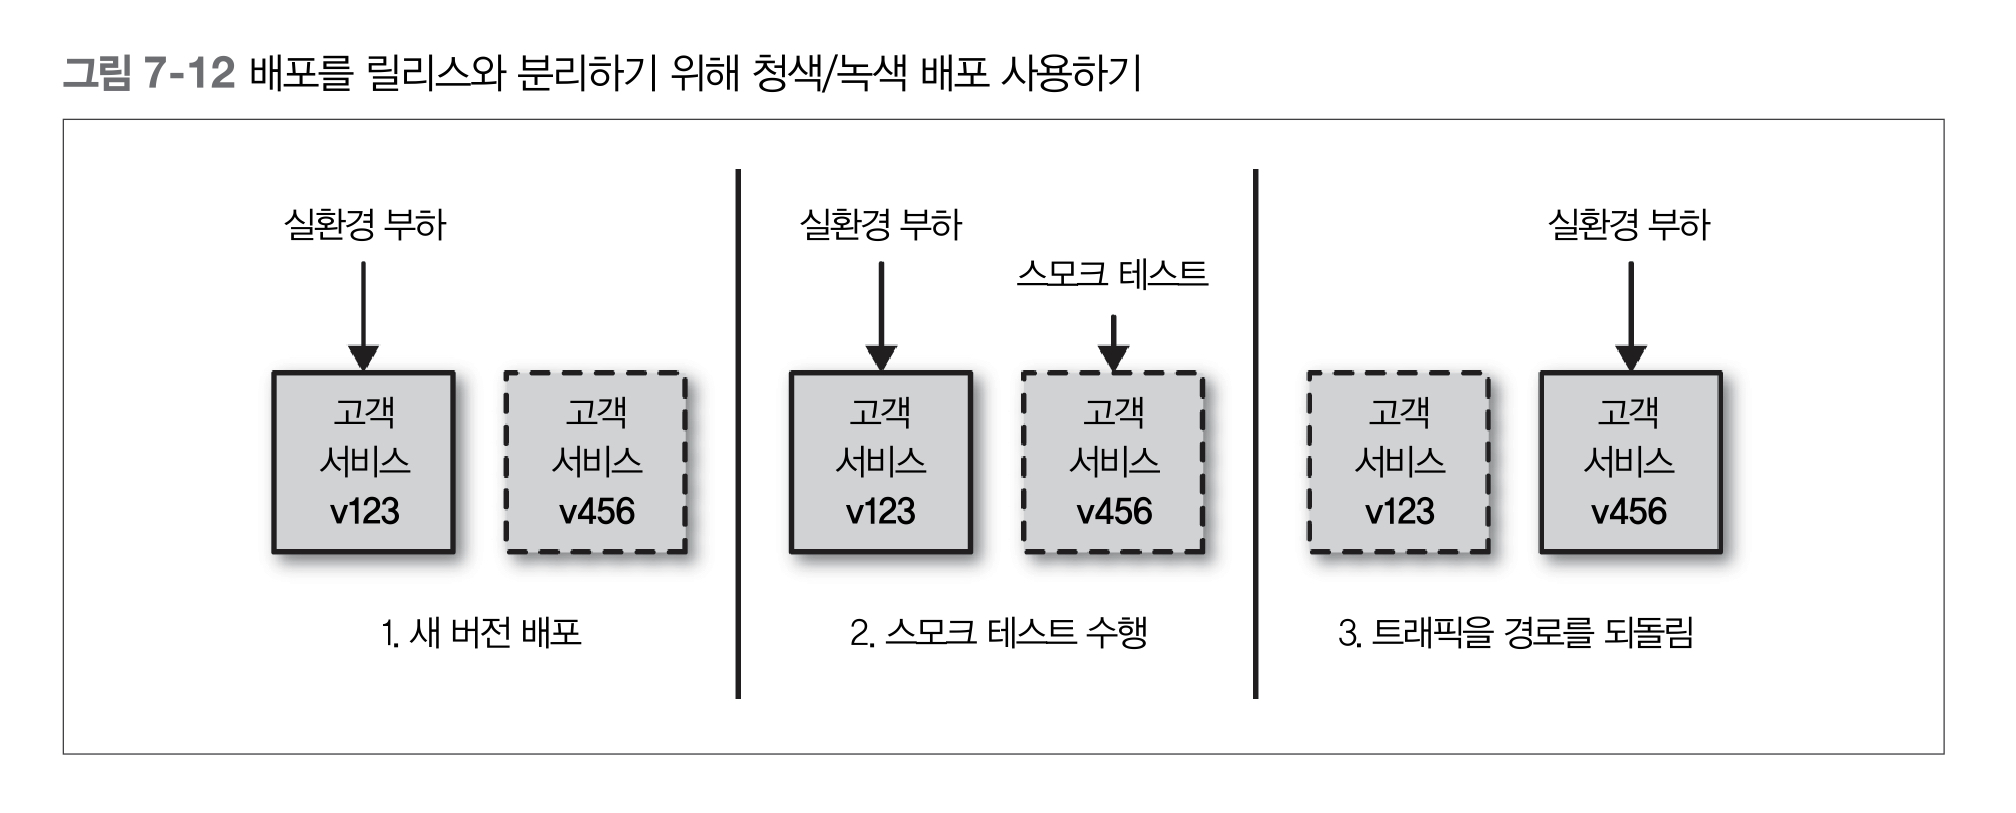 그림 7-12 배포를 릴리스와 분리하기 위해 청색/녹색 배포 사용하기
실환경 부하
고객
서비스
v123
고객
서비스
v456
1. 새 버전 배포
실환경 부하
스모크 테스트
고객
서비스
v123
고객
서비스
v456
2. 스모크 테스트 수행
실환경 부하
고객
서비스
v123
고객
서비스
v456
3. 트래픽을 경로를 되돌림